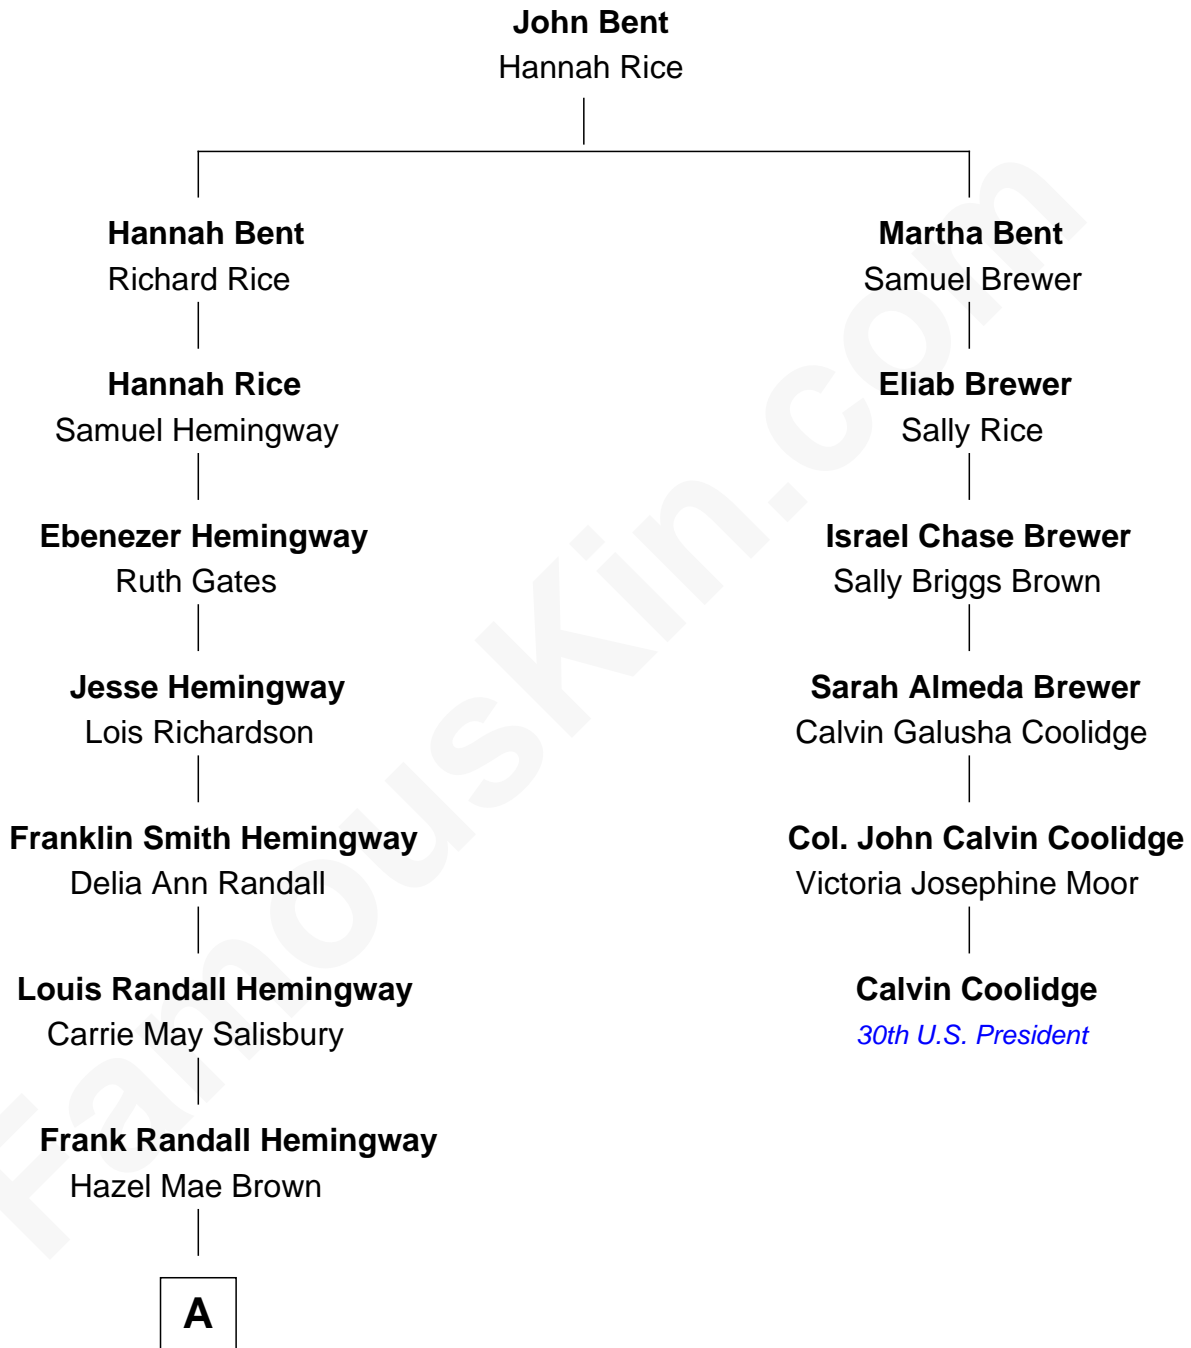 John Bent
Hannah Rice
Hannah Bent
Richard Rice
Martha Bent
Samuel Brewer
Hannah Rice
Samuel Hemingway
Eliab Brewer
Sally Rice
Ebenezer Hemingway
Ruth Gates
Israel Chase Brewer
Sally Briggs Brown
Jesse Hemingway
Lois Richardson
Sarah Almeda Brewer
Calvin Galusha Coolidge
Franklin Smith Hemingway
Delia Ann Randall
Col. John Calvin Coolidge
Victoria Josephine Moor
Louis Randall Hemingway
Carrie May Salisbury
Calvin Coolidge
30th U.S. President
Frank Randall Hemingway
Hazel Mae Brown
A
FamousKin.com